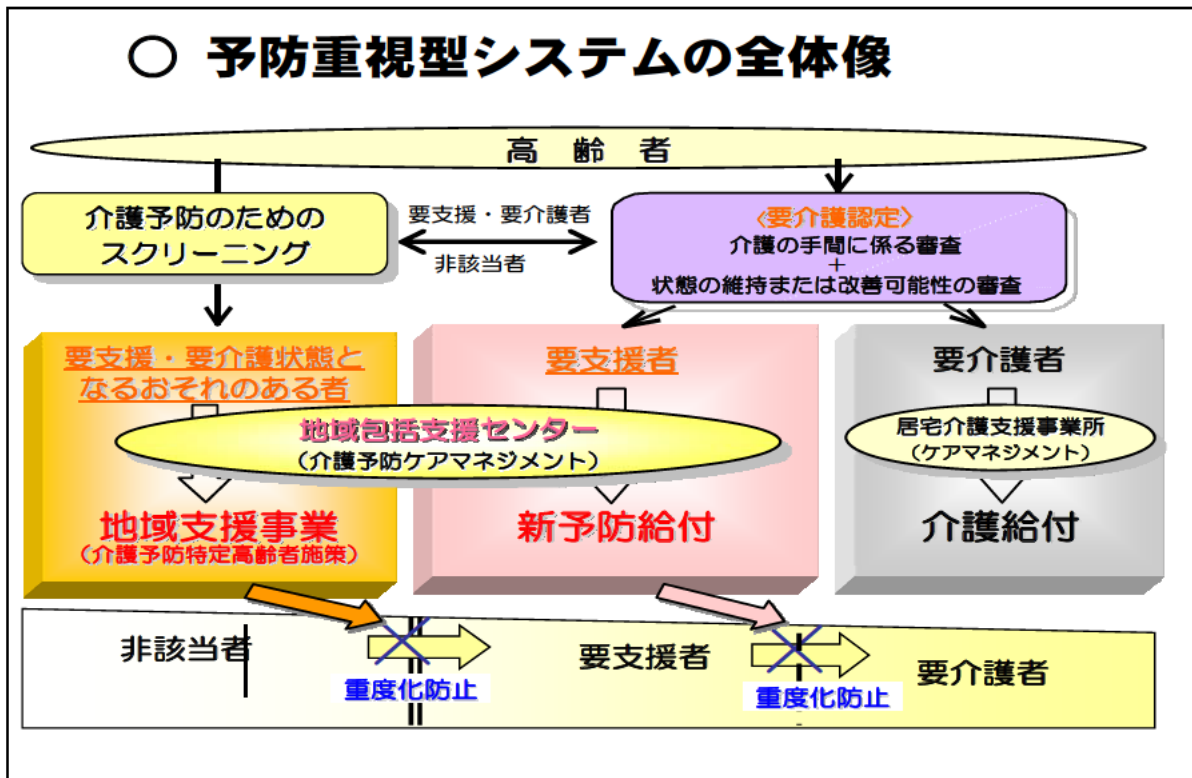 ○ 予防重視型システムの全体像
高 齢 者
介護予防のための
スクリーニング
要支援・要介護者
非該当者
〈要介護認定〉
介護の手間に係る審査
+
状態の維持または改善可能性の審査
要支援・要介護状態と
なるおそれのある者
要支援者
要介護者
地域包括支援センター
(介護予防ケアマネジメント)
居宅介護支援事業所
(ケアマネジメント)
地域支援事業
(介護予防特定高齢者施策)
新予防給付
介護給付
非該当者
重度化防止
要支援者
重度化防止
要介護者